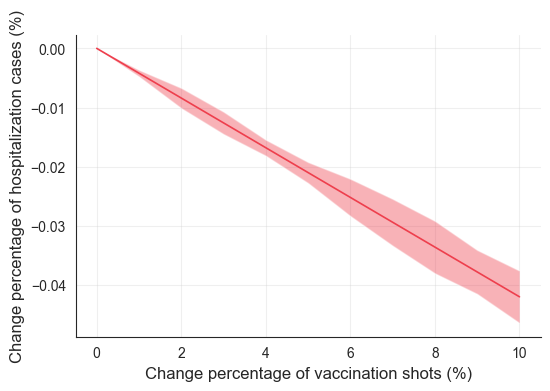 Change percentage of hospitalization cases (%)
0.00
−0.01
−0.02
−0.03
−0.04
0 2 4 6 8 10
Change percentage of vaccination shots (%)